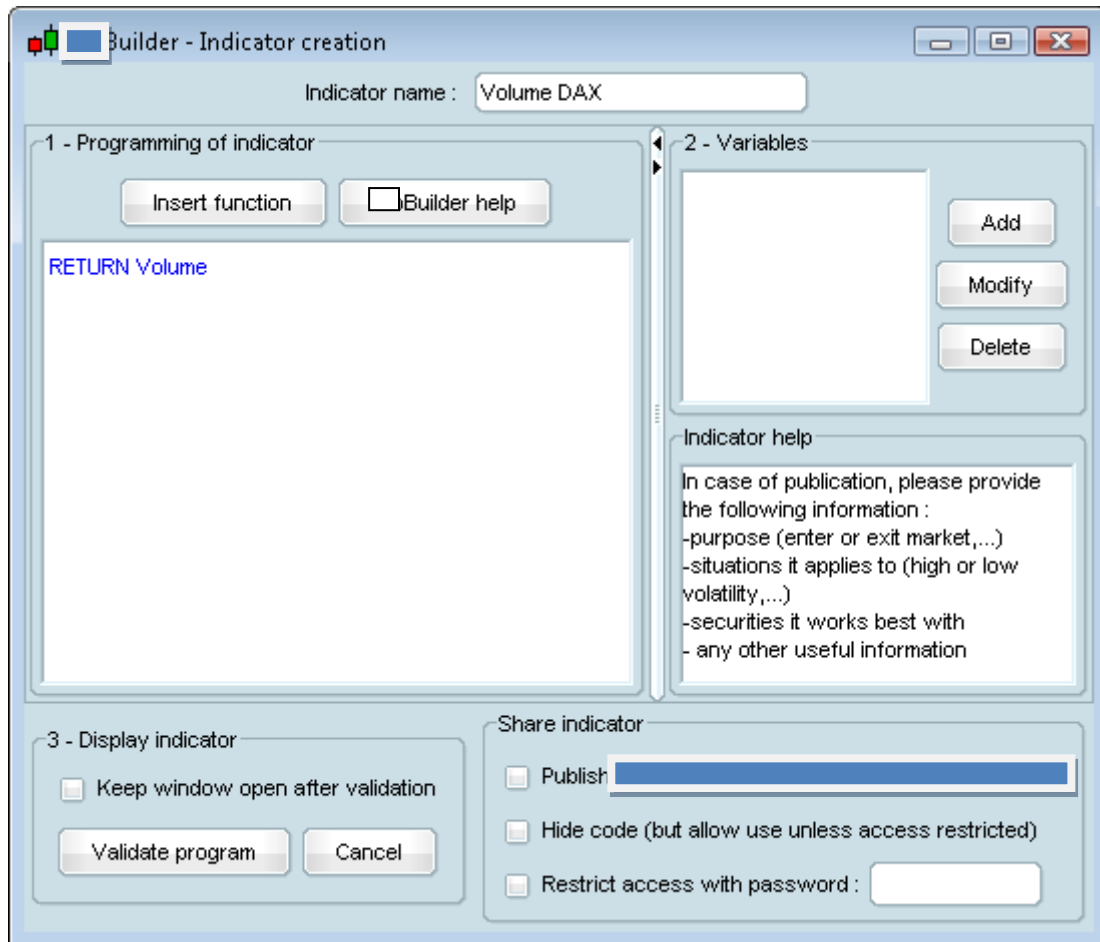 Builder - Indicator creation
Indicator name : Volume DAX
1 - Programming of indicator
Insert function
Builder help
RETURN Volume
2 - Variables
Add
Modify
Delete
Indicator help
In case of publication, please provide
the following information :
-purpose (enter or exit market,...)
-situations it applies to (high or low
volatility,...)
-securities it works best with
- any other useful information
3 - Display indicator
Keep window open after validation
Validate program
Cancel
Share indicator
Publish
Hide code (but allow use unless access restricted)
Restrict access with password :